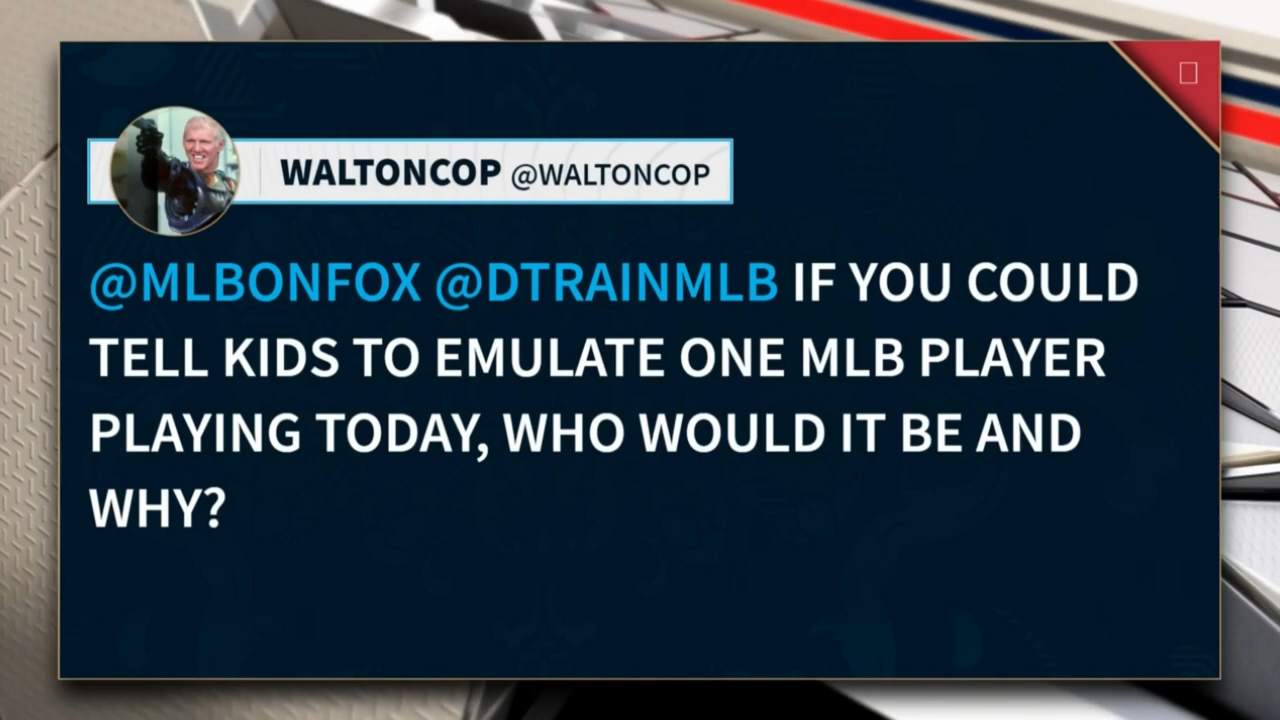 WALTONCOP @WALTONCOP
@MLBONFOX @DTRAINMLB IF YOU COULD
TELL KIDS TO EMULATE ONE MLB PLAYER
PLAYING TODAY, WHO WOULD IT BE AND
WHY?